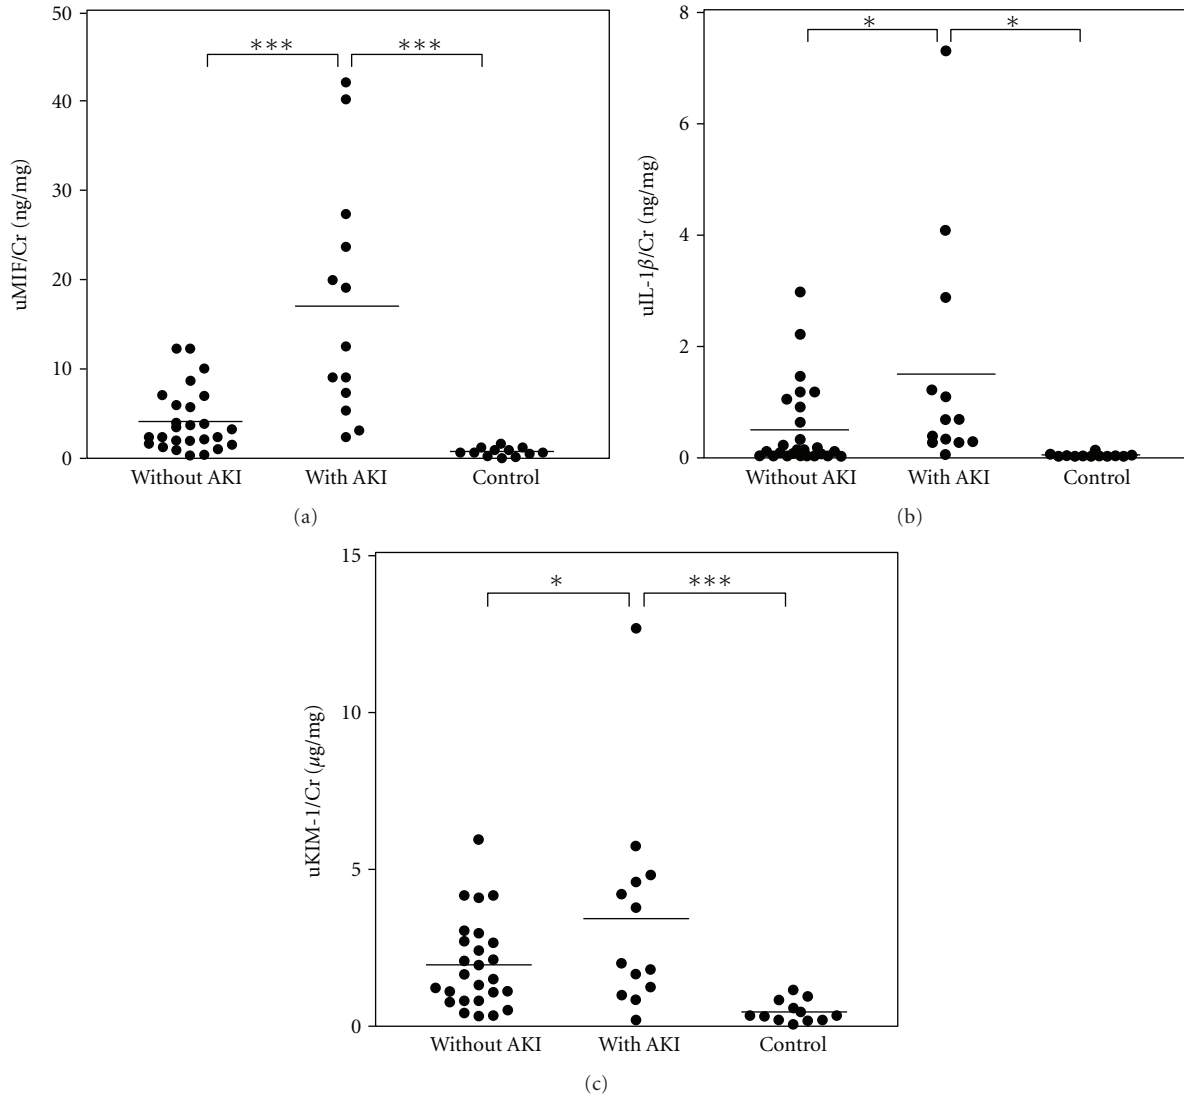 50
40
30
20
10
0
uMIF/Cr (ng/mg)
*** ***
Without AKI With AKI Control
(a)
8
6
4
2
0
uIL-1β/Cr (ng/mg)
* *
Without AKI With AKI Control
(b)
15
10
5
0
uKIM-1/Cr (μg/mg)
* ***
Without AKI With AKI Control
(c)